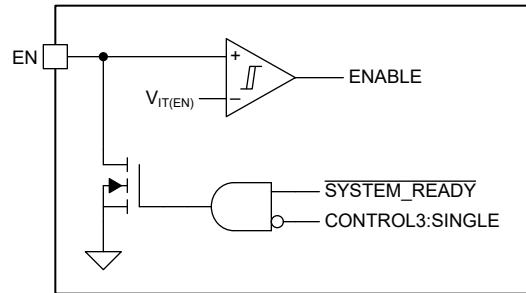 EN
+
ENABLE
V_IT(EN)
−
SYSTEM_READY
CONTROL3:SINGLE